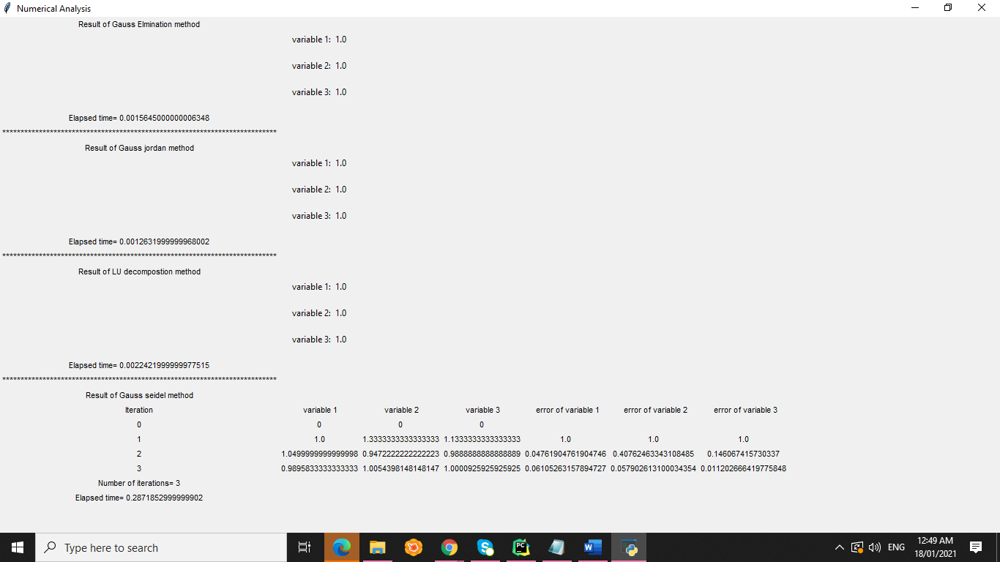 Numerical Analysis
Result of Gauss Elmination method
variable 1: 1.0
variable 2: 1.0
variable 3: 1.0
Elapsed time= 0.0015645000000006348
***************************************************************************
Result of Gauss jordan method
variable 1: 1.0
variable 2: 1.0
variable 3: 1.0
Elapsed time= 0.0012631999999968002
***************************************************************************
Result of LU decompostion method
variable 1: 1.0
variable 2: 1.0
variable 3: 1.0
Elapsed time= 0.0022421999999977515
***************************************************************************
Result of Gauss seidel method
Iteration variable 1 variable 2 variable 3 error of variable 1 error of variable 2 error of variable 3
0 0 0 0
1 1.0 1.3333333333333333 1.1333333333333333 1.0 1.0 1.0
2 1.0499999999999998 0.9472222222222223 0.9888888888888889 0.04761904761904746 0.40762463343108485 0.146067415730337
3 0.9895833333333333 1.0054398148148147 1.0000925925925925 0.06105263157894727 0.057902613100034354 0.011202666419775848
Number of iterations= 3
Elapsed time= 0.2871852999999902
Type here to search
ENG
12:49 AM
18/01/2021